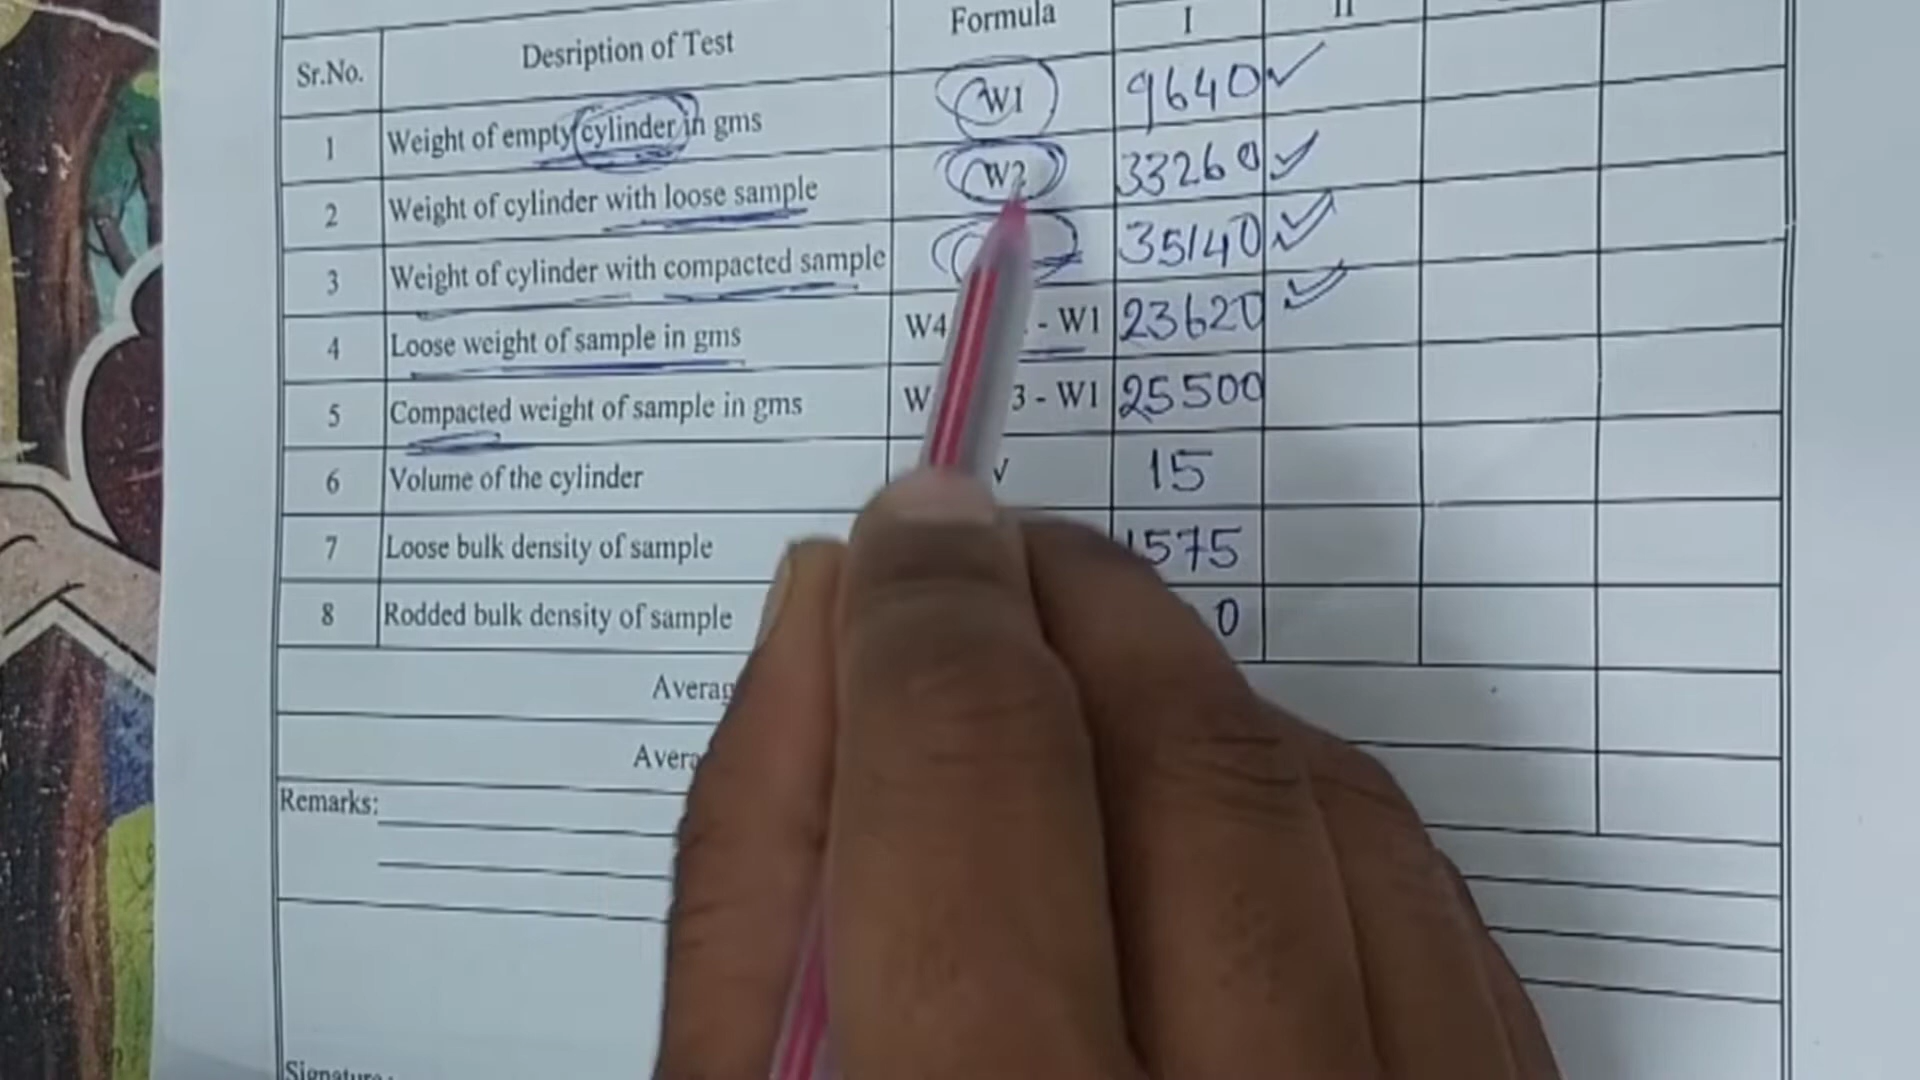 Sr.No. Desription of Test Formula I II
1 Weight of empty cylinder in gms W1 9640
2 Weight of cylinder with loose sample W2 33260
3 Weight of cylinder with compacted sample 35140
4 Loose weight of sample in gms W4 - W1 23620
5 Compacted weight of sample in gms W 3 - W1 25500
6 Volume of the cylinder 15
7 Loose bulk density of sample 1575
8 Rodded bulk density of sample 0
Remarks:
Signature